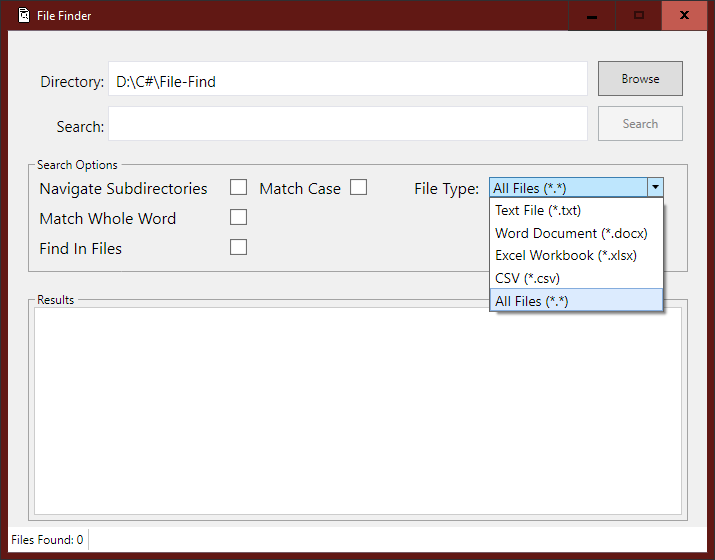 File Finder
Directory: D:\C#\File-Find Browse
Search: Search
Search Options
Navigate Subdirectories Match Case File Type: All Files (*.*)
Text File (*.txt)
Match Whole Word
Word Document (*.docx)
Find In Files
Excel Workbook (*.xlsx)
CSV (*.csv)
All Files (*.*)
Results
Files Found: 0